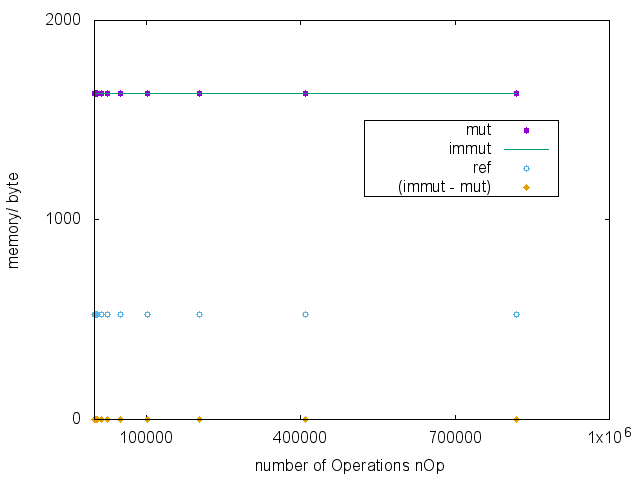 2000
1000
0
memory/ byte
mut
immut
ref
(immut - mut)
100000
400000
700000
1x10^6
number of Operations nOp